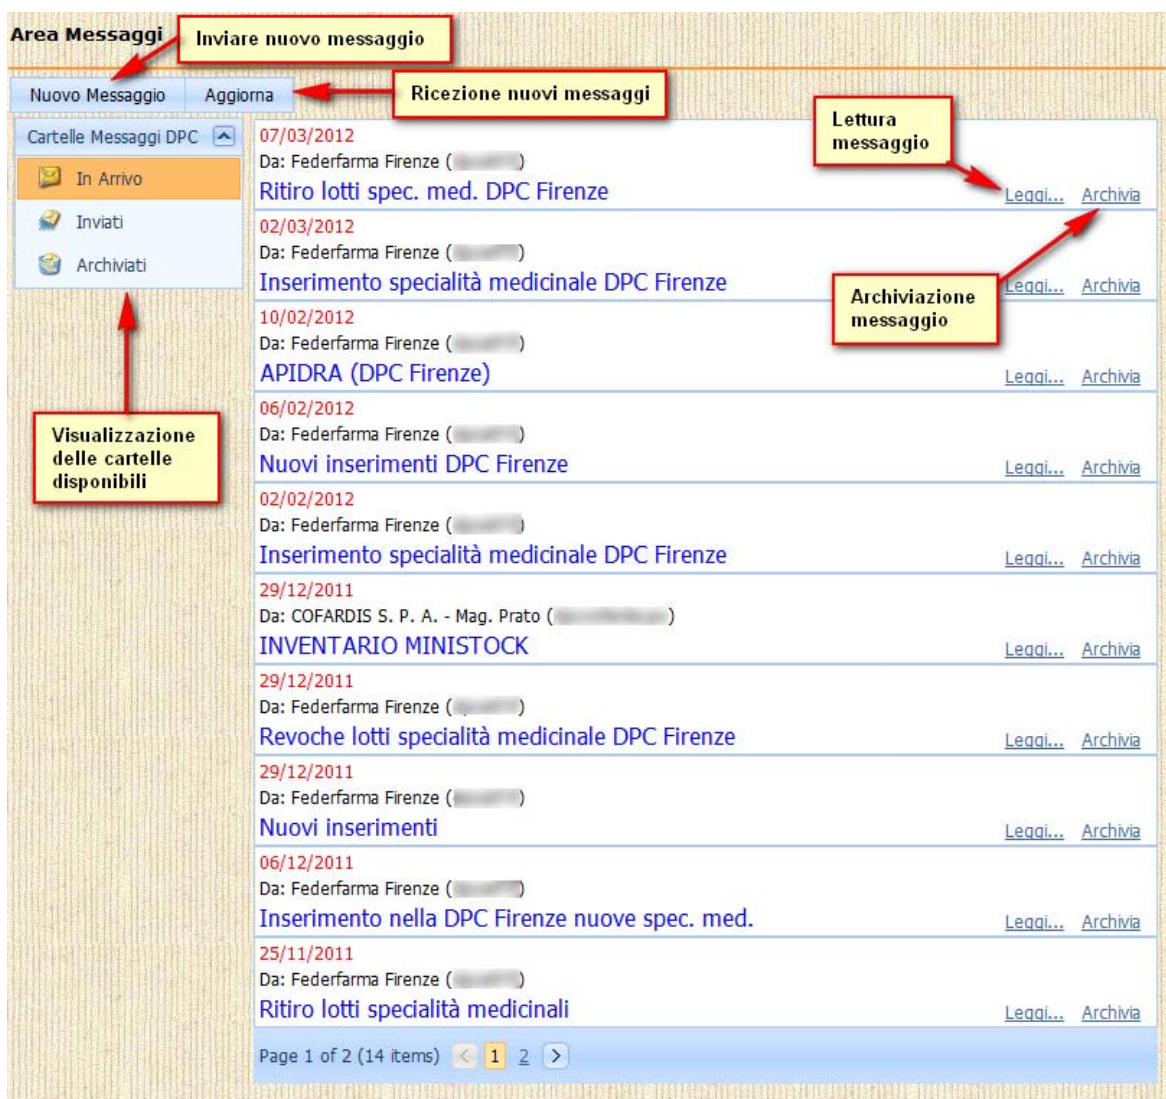 Area Messaggi
Inviare nuovo messaggio
Nuovo Messaggio Aggiorna
Ricezione nuovi messaggi
Cartelle Messaggi DPC
In Arrivo
Inviati
Archiviati
Visualizzazione
delle cartelle
disponibili
Lettura
messaggio
Archiviazione
messaggio
07/03/2012
Da: Federfarma Firenze ( )
Ritiro lotti spec. med. DPC Firenze
Leggi... Archivia
02/03/2012
Da: Federfarma Firenze ( )
Inserimento specialità medicinale DPC Firenze
Leggi... Archivia
10/02/2012
Da: Federfarma Firenze ( )
APIDRA (DPC Firenze)
Leggi... Archivia
06/02/2012
Da: Federfarma Firenze ( )
Nuovi inserimenti DPC Firenze
Leggi... Archivia
02/02/2012
Da: Federfarma Firenze ( )
Inserimento specialità medicinale DPC Firenze
Leggi... Archivia
29/12/2011
Da: COFARDIS S. P. A. - Mag. Prato ( )
INVENTARIO MINISTOCK
Leggi... Archivia
29/12/2011
Da: Federfarma Firenze ( )
Revoche lotti specialità medicinale DPC Firenze
Leggi... Archivia
29/12/2011
Da: Federfarma Firenze ( )
Nuovi inserimenti
Leggi... Archivia
06/12/2011
Da: Federfarma Firenze ( )
Inserimento nella DPC Firenze nuove spec. med.
Leggi... Archivia
25/11/2011
Da: Federfarma Firenze ( )
Ritiro lotti specialità medicinali
Leggi... Archivia
Page 1 of 2 (14 items) < 1 2 >